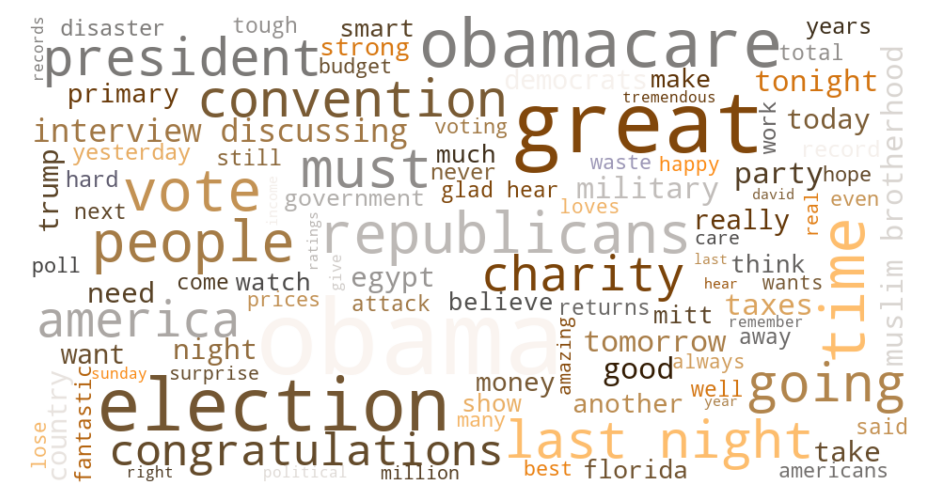 records disaster tough smart obamacare years
president strong budget total
primary convention democrats make tonight
great tremendous work today
interview discussing voting
yesterday still must much never waste happy record
trump hard vote government glad hear military party hope
next loves david real even
people republicans really
poll come watch ratings give egypt charity care last think
need prices attack believe returns hear wants
america income obama mitt taxes time muslim brotherhood
want night amazing tomorrow remember away
country sunday surprise money good always
fantastic election show another well year going
lose congratulations many last night said
right political million best florida take americans